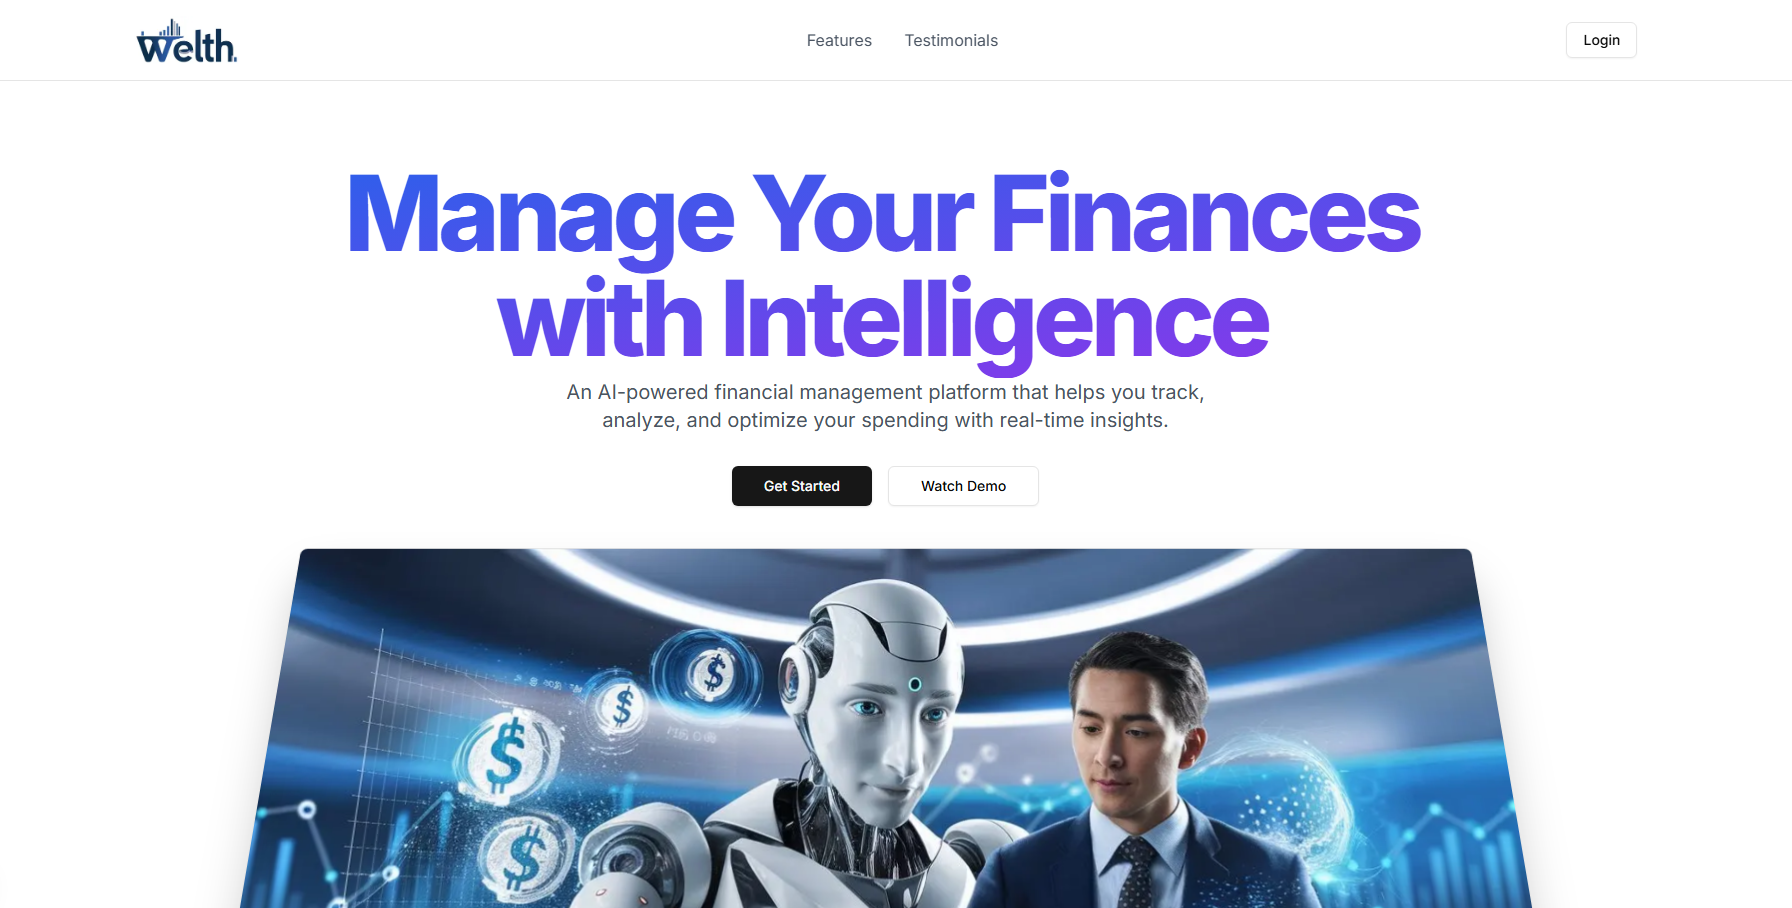 Welth.
Features
Testimonials
Login
Manage Your Finances
with Intelligence
An AI-powered financial management platform that helps you track,
analyze, and optimize your spending with real-time insights.
Get Started
Watch Demo
$
$
$
$